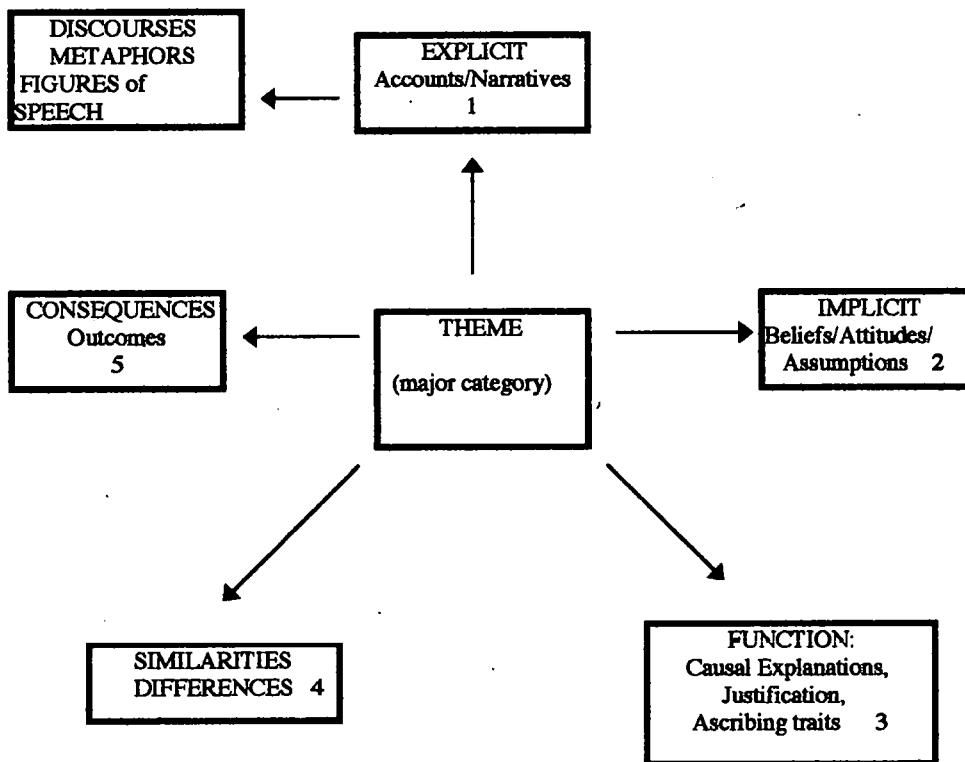 DISCOURSES
METAPHORS
FIGURES of
SPEECH
EXPLICIT
Accounts/Narratives
1
CONSEQUENCES
Outcomes
5
THEME
(major category)
IMPLICIT
Beliefs/Attitudes/
Assumptions 2
SIMILARITIES
DIFFERENCES 4
FUNCTION:
Causal Explanations,
Justification,
Ascribing traits 3